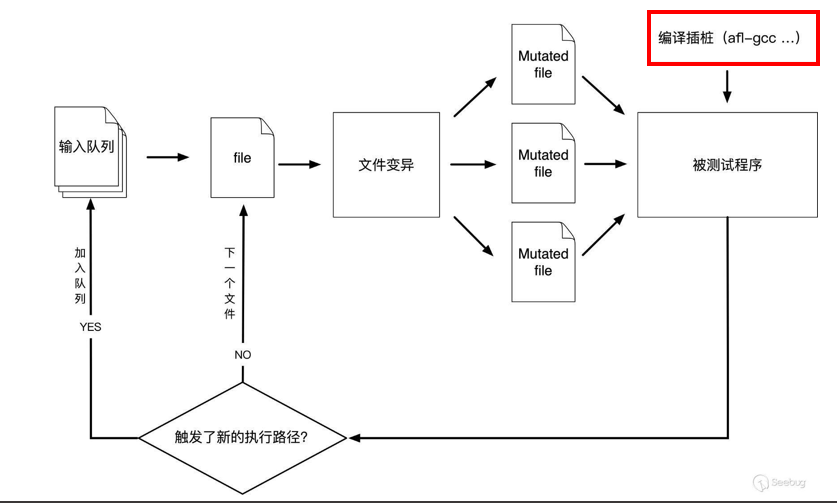 编译插桩（afl-gcc ...）
Mutated
file
输入队列
file
文件变异
Mutated
file
被测试程序
Mutated
file
加入队列
下一个文件
YES
NO
触发了新的执行路径?
Seebug